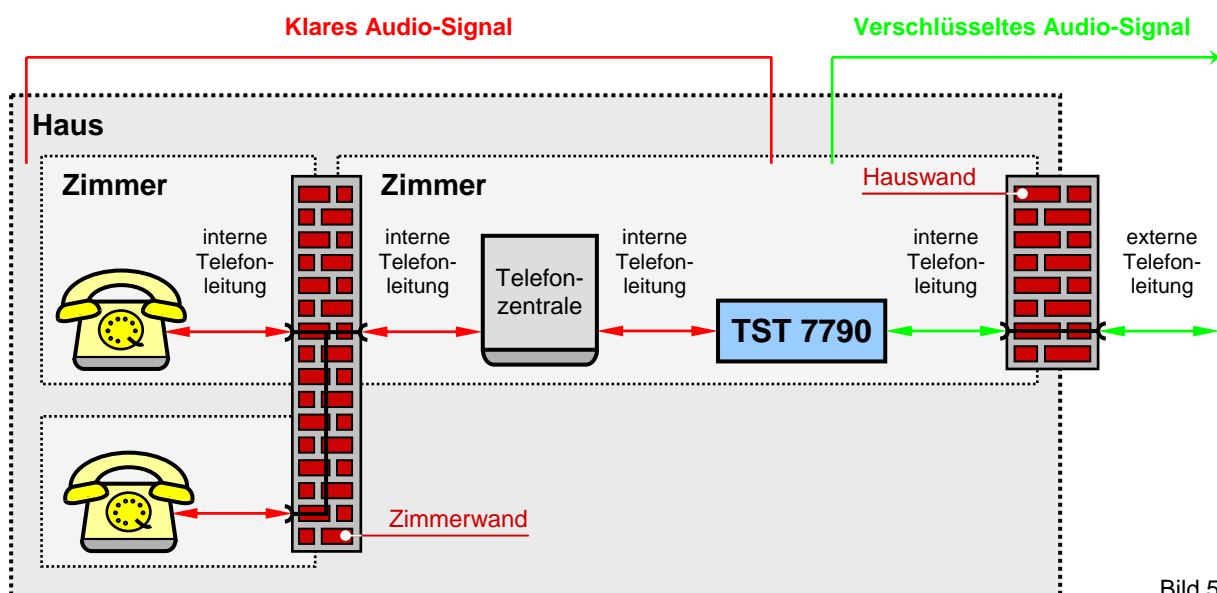 Klares Audio-Signal
Verschlüsseltes Audio-Signal
Haus
Zimmer
Zimmer
Hauswand
interne
Telefon-
leitung
interne
Telefon-
leitung
Telefon-
zentrale
interne
Telefon-
leitung
TST 7790
interne
Telefon-
leitung
externe
Telefon-
leitung
Zimmerwand
Bild 5